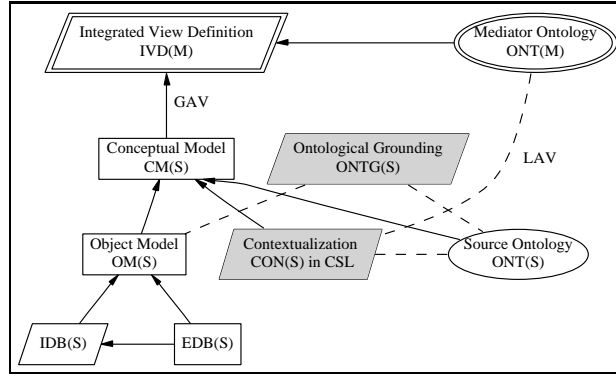 Integrated View Definition
IVD(M)
Mediator Ontology
ONT(M)
GAV
LAV
Conceptual Model
CM(S)
Ontological Grounding
ONTG(S)
Object Model
OM(S)
Contextualization
CON(S) in CSL
Source Ontology
ONT(S)
IDB(S)
EDB(S)